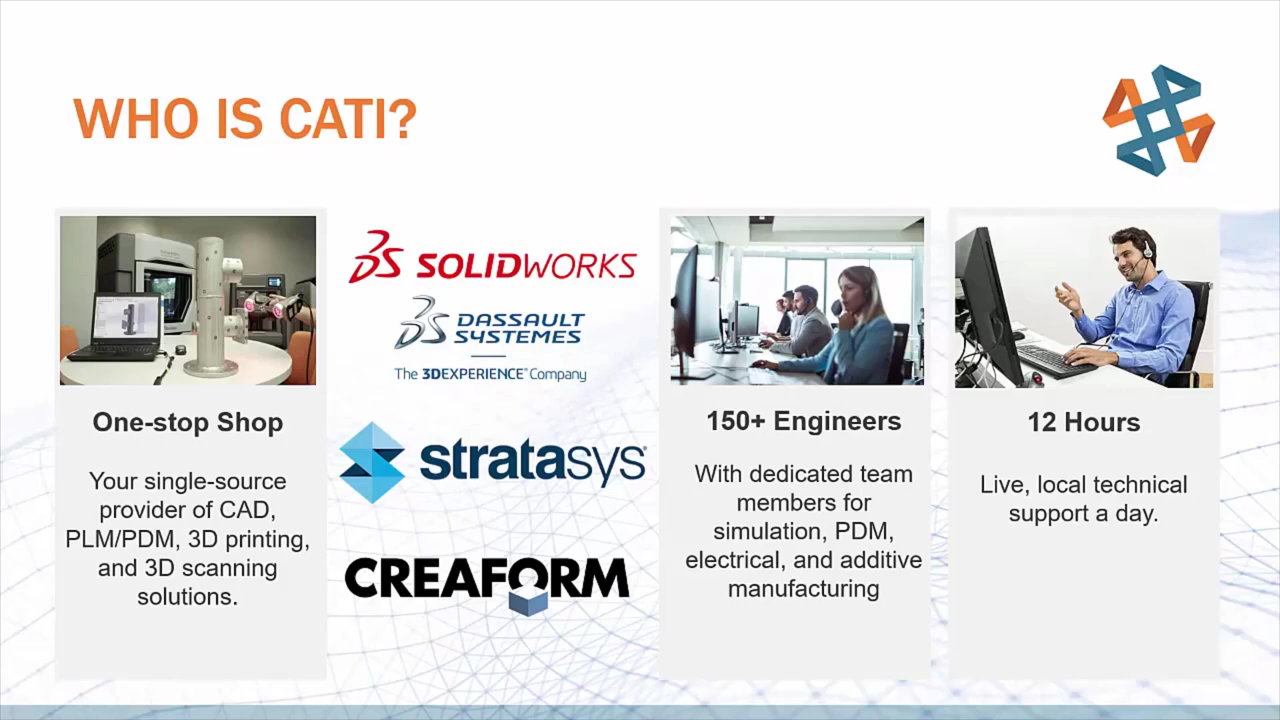 WHO IS CATI?
One-stop Shop
Your single-source
provider of CAD,
PLM/PDM, 3D printing,
and 3D scanning
solutions.
SOLIDWORKS
DASSAULT
SYSTEMES
The 3DEXPERIENCE™ Company
stratasys®
CREAFORM
150+ Engineers
With dedicated team
members for
simulation, PDM,
electrical, and additive
manufacturing
12 Hours
Live, local technical
support a day.